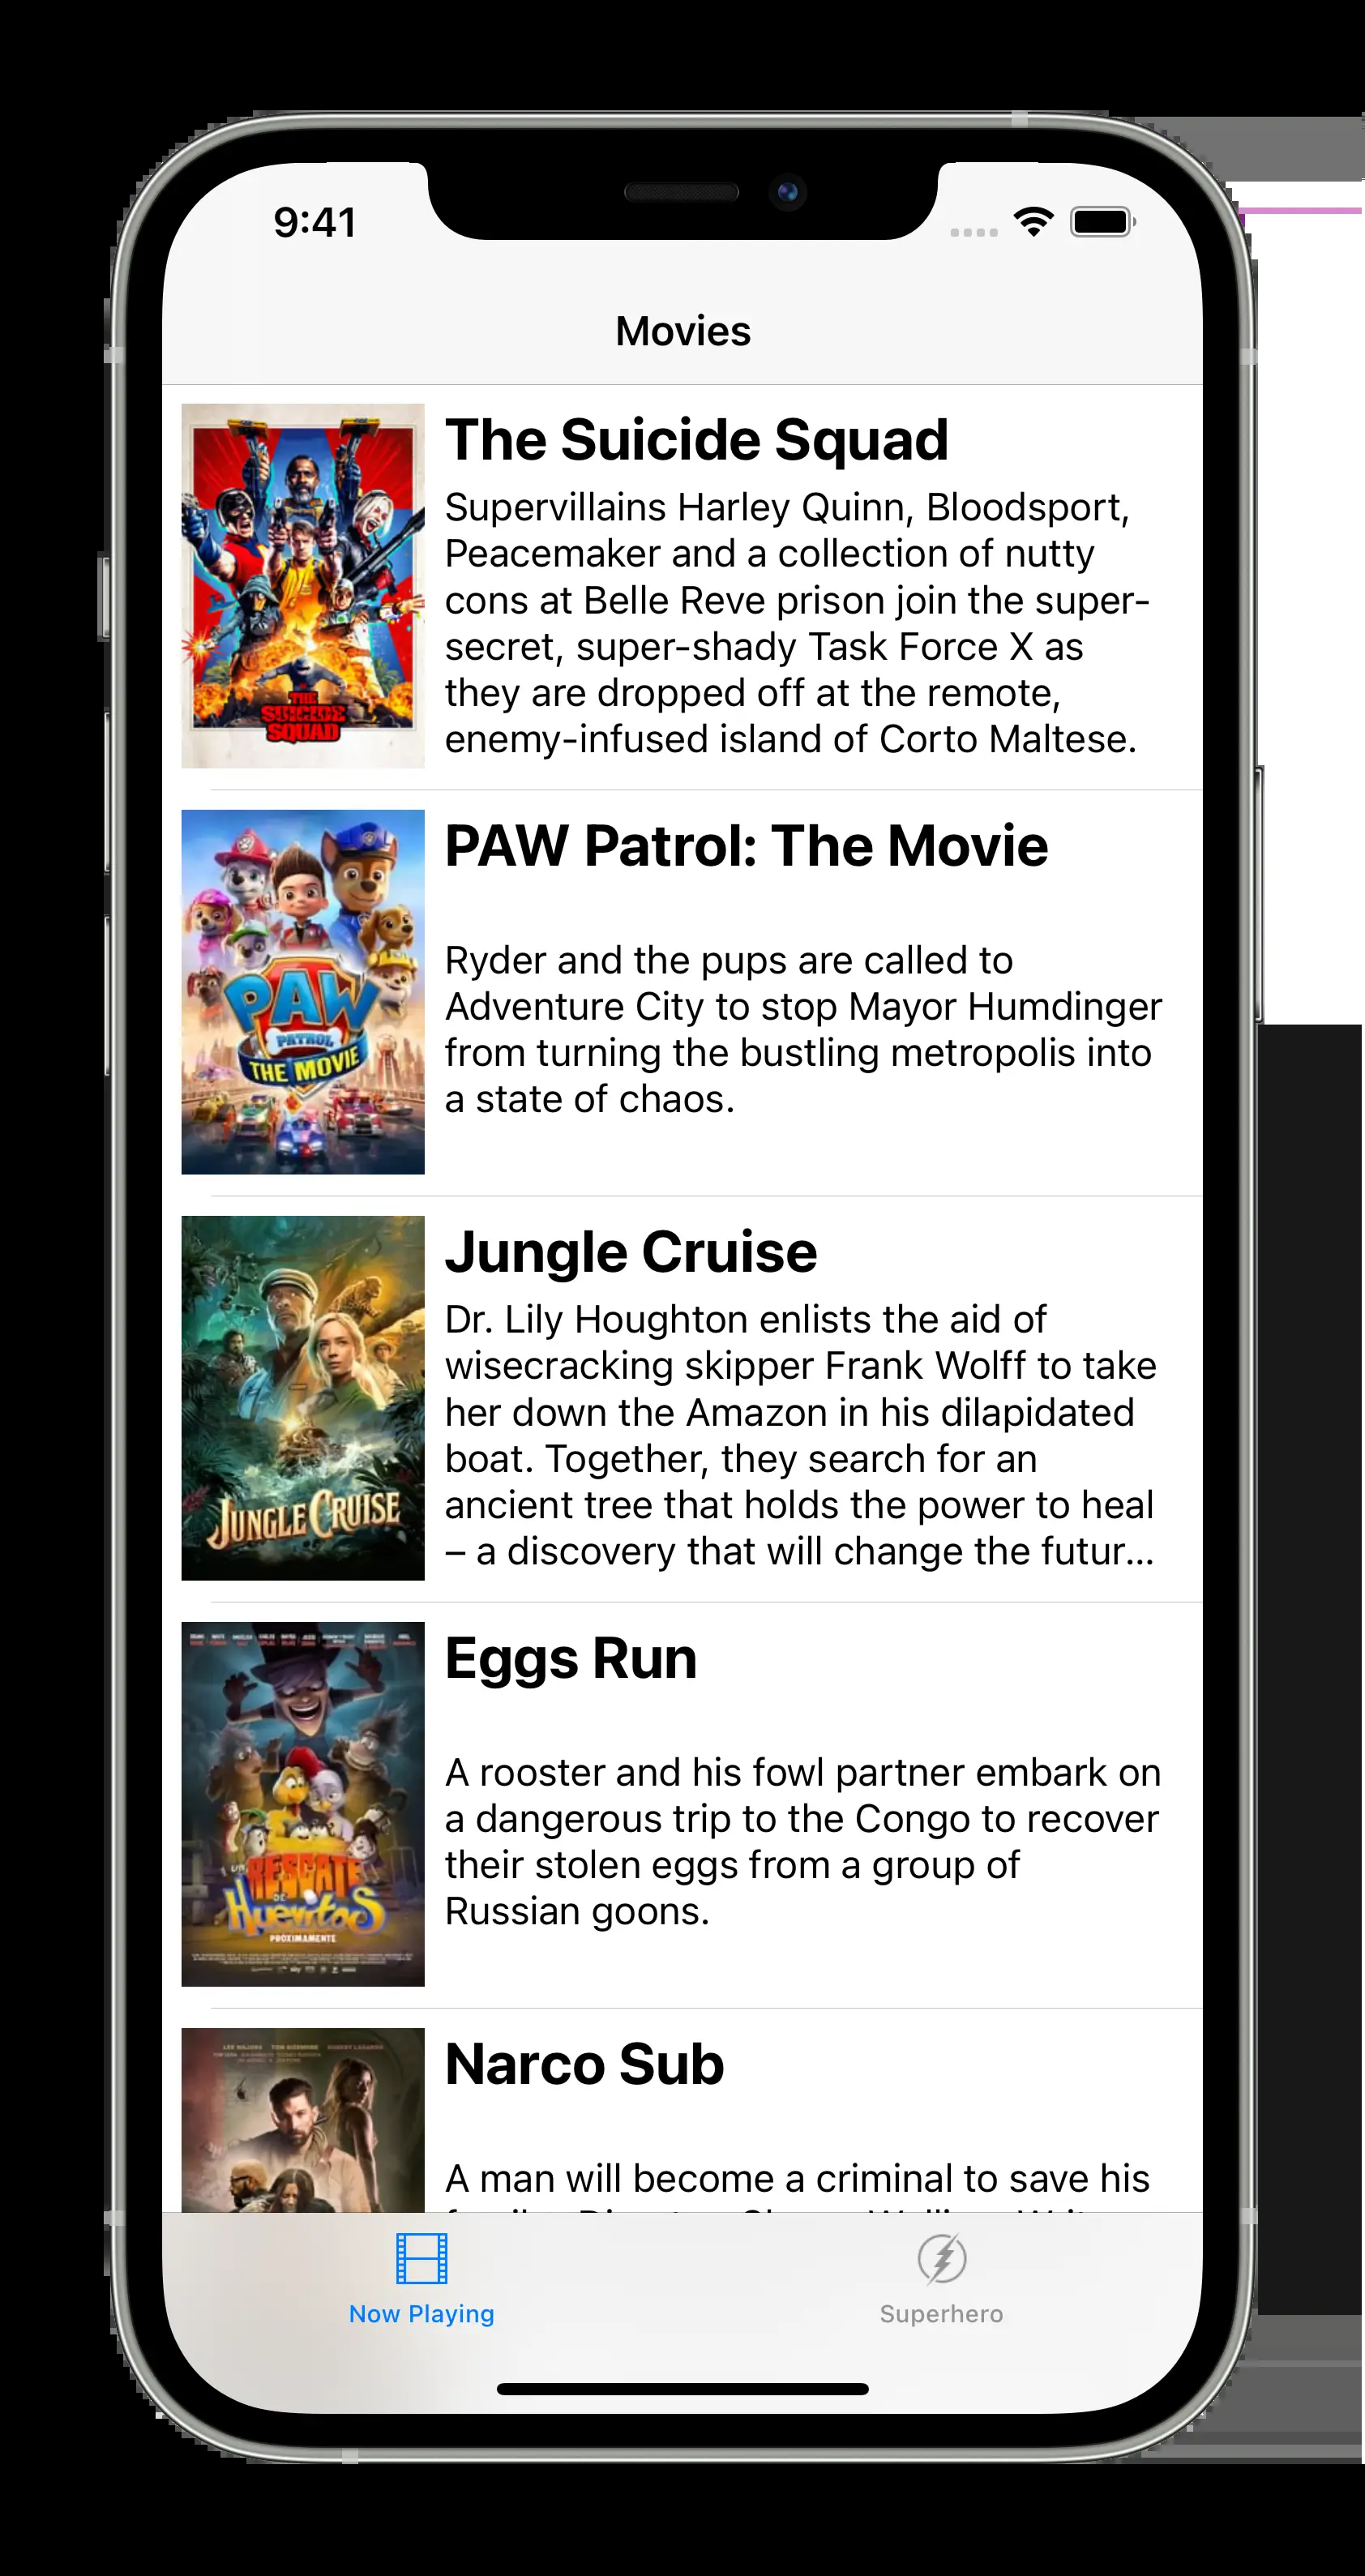 9:41
Movies
The Suicide Squad
Supervillains Harley Quinn, Bloodsport,
Peacemaker and a collection of nutty
cons at Belle Reve prison join the super-
secret, super-shady Task Force X as
they are dropped off at the remote,
enemy-infused island of Corto Maltese.
THE
SUICIDE
SQUAD
PAW Patrol: The Movie
Ryder and the pups are called to
Adventure City to stop Mayor Humdinger
from turning the bustling metropolis into
a state of chaos.
PAW
PATROL
THE MOVIE
Jungle Cruise
Dr. Lily Houghton enlists the aid of
wisecracking skipper Frank Wolff to take
her down the Amazon in his dilapidated
boat. Together, they search for an
ancient tree that holds the power to heal
– a discovery that will change the futur...
JUNGLE CRUISE
Eggs Run
A rooster and his fowl partner embark on
a dangerous trip to the Congo to recover
their stolen eggs from a group of
Russian goons.
UN
RESCATE
DE
HUEVITOS
PRÓXIMAMENTE
Narco Sub
A man will become a criminal to save his
Now Playing
Superhero